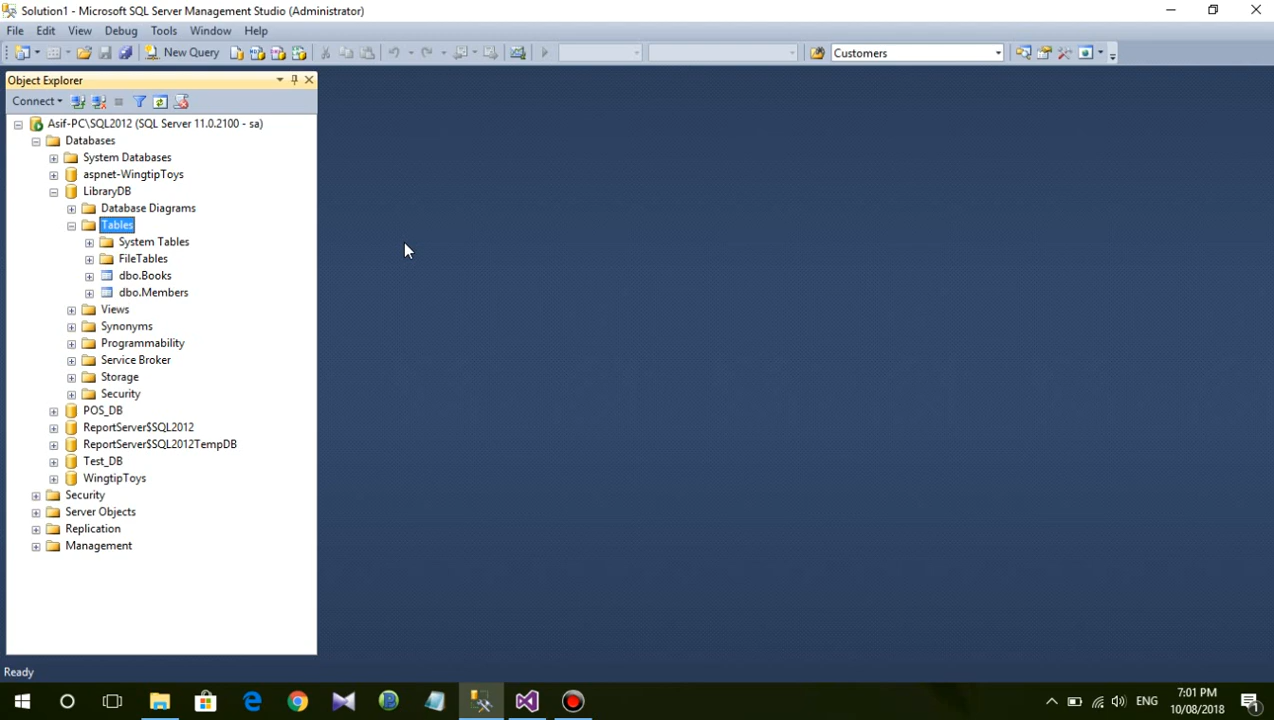 Solution1 - Microsoft SQL Server Management Studio (Administrator)
File Edit View Debug Tools Window Help
New Query Customers
Object Explorer
Connect
Asif-PC\SQL2012 (SQL Server 11.0.2100 - sa)
Databases
System Databases
aspnet-WingtipToys
LibraryDB
Database Diagrams
Tables
System Tables
FileTables
dbo.Books
dbo.Members
Views
Synonyms
Programmability
Service Broker
Storage
Security
POS_DB
ReportServer$SQL2012
ReportServer$SQL2012TempDB
Test_DB
WingtipToys
Security
Server Objects
Replication
Management
Ready
ENG
7:01 PM
10/08/2018